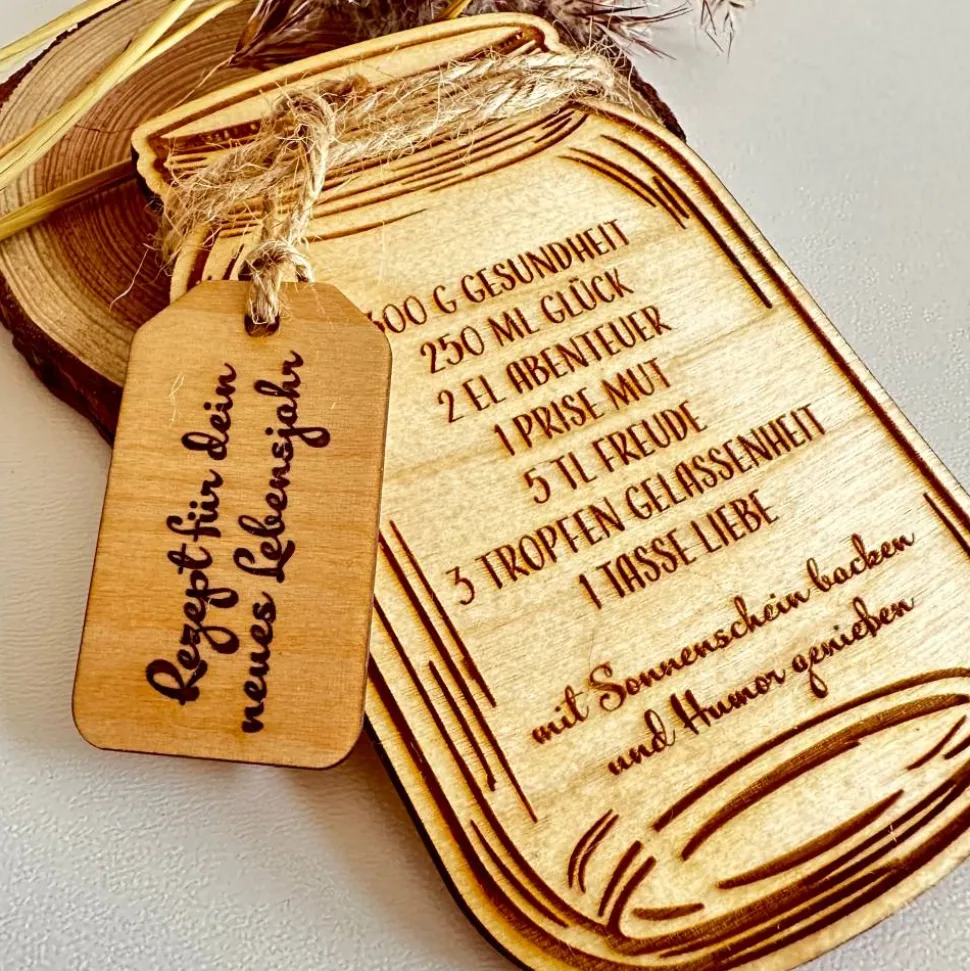 Rezept für dein
neues Lebensjahr
500 G GESUNDHEIT
250 ML GLÜCK
2 EL ABENTEUER
1 PRISE MUT
5 TL FREUDE
3 TROPFEN GELASSENHEIT
1 TASSE LIEBE
mit Sonnenschein backen
und Humor genießen